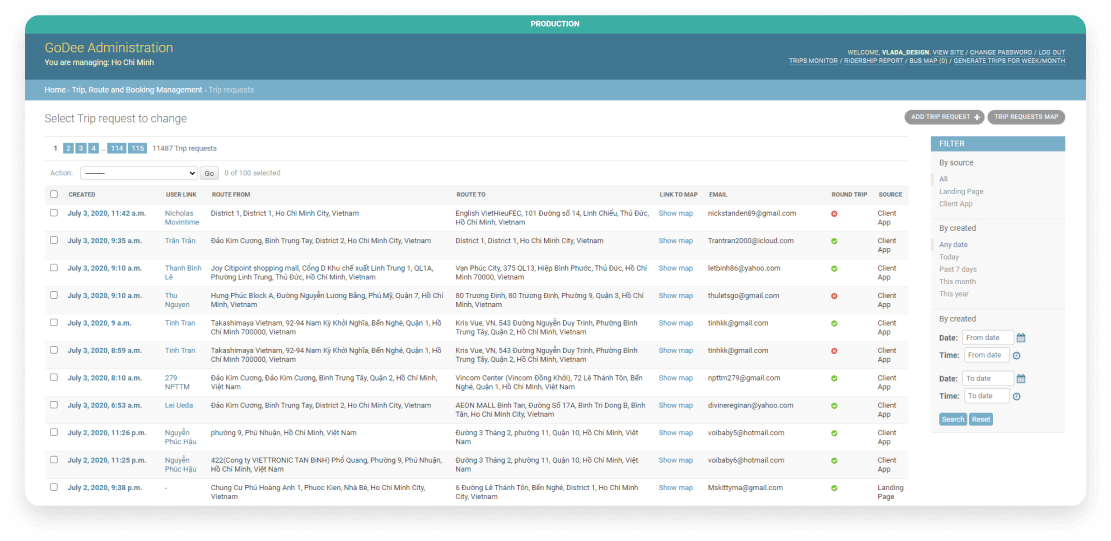 PRODUCTION
GoDee Administration
You are managing: Ho Chi Minh
WELCOME, VLADA_DESIGN. VIEW SITE / CHANGE PASSWORD / LOG OUT
TRIPS MONITOR / RIDERSHIP REPORT / BUS MAP (0) / GENERATE TRIPS FOR WEEK/MONTH
Home › Trip, Route and Booking Management › Trip requests
Select Trip request to change
ADD TRIP REQUEST +
TRIP REQUESTS MAP
1 2 3 4 ... 114 115 11487 Trip requests
Action: --------- Go 0 of 100 selected
CREATED USER LINK ROUTE FROM ROUTE TO LINK TO MAP EMAIL ROUND TRIP SOURCE
July 3, 2020, 11:42 a.m. Nicholas District 1, District 1, Ho Chi Minh City, Vietnam English VietHieuFEC, 101 Đường số 14, Linh Chiểu, Thủ Đức, Show map nickstanden89@gmail.com Client
Movintime Hồ Chí Minh, Vietnam App
July 3, 2020, 9:35 a.m. Trân Trân Đảo Kim Cương, Binh Trung Tay, District 2, Ho Chi Minh City, Vietnam District 1, District 1, Ho Chi Minh City, Vietnam Show map Trantran2000@icloud.com Client
App
July 3, 2020, 9:10 a.m. Thanh Bình Joy Citipoint shopping mall, Cổng D Khu chế xuất Linh Trung 1, QL1A, Vạn Phúc City, 375 QL13, Hiệp Bình Phước, Thủ Đức, Hồ Chí Show map letbinh86@yahoo.com Client
Lê Phường Linh Trung, Thủ Đức, Hồ Chí Minh, Vietnam Minh 70000, Vietnam App
July 3, 2020, 9:10 a.m. Thu Hưng Phúc Block A, Đường Nguyễn Lương Bằng, Phú Mỹ, Quận 7, Hồ Chí 80 Trương Định, 80 Trương Định, Phường 9, Quận 3, Hồ Chí Show map thuletsgo@gmail.com Client
Nguyen Minh, Vietnam Minh, Vietnam App
July 3, 2020, 9 a.m. Tinh Tran Takashimaya Vietnam, 92-94 Nam Kỳ Khởi Nghĩa, Bến Nghé, Quận 1, Hồ Kris Vue, VN, 543 Đường Nguyễn Duy Trinh, Phường Bình Show map tinhkk@gmail.com Client
Chí Minh 700000, Vietnam Trưng Tây, Quận 2, Hồ Chí Minh, Vietnam App
July 3, 2020, 8:59 a.m. Tinh Tran Takashimaya Vietnam, 92-94 Nam Kỳ Khởi Nghĩa, Bến Nghé, Quận 1, Hồ Kris Vue, VN, 543 Đường Nguyễn Duy Trinh, Phường Bình Show map tinhkk@gmail.com Client
Chí Minh 700000, Vietnam Trưng Tây, Quận 2, Hồ Chí Minh, Vietnam App
July 3, 2020, 8:10 a.m. 279 Đảo Kim Cương, Đảo Kim Cương, Bình Trưng Tây, Quận 2, Hồ Chí Minh, Vincom Center (Vincom Đồng Khởi), 72 Lê Thánh Tôn, Bến Show map npttm279@gmail.com Client
NPTTM Việt Nam Nghé, Quận 1, Hồ Chí Minh, Việt Nam App
July 3, 2020, 6:53 a.m. Lei Ueda Đảo Kim Cương, Binh Trung Tay, District 2, Ho Chi Minh City, Vietnam AEON MALL Binh Tan, Đường Số 17A, Binh Tri Dong B, Bình Show map divinereginan@yahoo.com Client
Tân, Ho Chi Minh City, Vietnam App
July 2, 2020, 11:26 p.m. Nguyễn phường 9, Phú Nhuận, Hồ Chí Minh, Việt Nam Đường 3 Tháng 2, phường 11, Quận 10, Hồ Chí Minh, Việt Show map voibaby5@hotmail.com Client
Phúc Hậu Nam App
July 2, 2020, 11:25 p.m. Nguyễn 422(Cong ty VIETTRONIC TAN BiNH) Phổ Quang, Phường 9, Phú Nhuận, Đường 3 Tháng 2, phường 11, Quận 10, Hồ Chí Minh, Việt Show map voibaby6@hotmail.com Client
Phúc Hậu Hồ Chí Minh, Việt Nam Nam App
July 2, 2020, 9:38 p.m. - Chung Cư Phú Hoàng Anh 1, Phuoc Kien, Nhà Bè, Ho Chi Minh City, 6 Đường Lê Thánh Tôn, Bến Nghé, District 1, Ho Chi Minh Show map Mskittyma@gmail.com Landing
Vietnam City, Vietnam Page
FILTER
By source
All
Landing Page
Client App
By created
Any date
Today
Past 7 days
This month
This year
By created
Date: From date
Time: From date
Date: To date
Time: To date
Search Reset